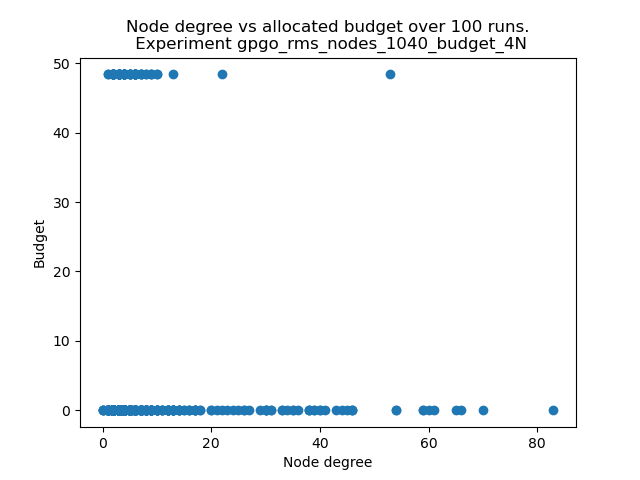 Node degree vs allocated budget over 100 runs.
Experiment gpgo_rms_nodes_1040_budget_4N
50
40
30
20
10
0
Budget
0 20 40 60 80
Node degree